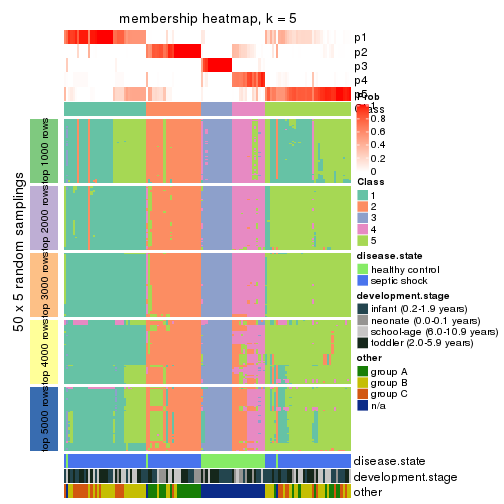 membership heatmap, k = 5
p1
p2
p3
p4
p5
Class
Prob
1
0.8
0.6
0.4
0.2
0
Class
1
2
3
4
5
disease.state
healthy control
septic shock
development.stage
infant (0.2-1.9 years)
neonate (0.0-0.1 years)
school-age (6.0-10.9 years)
toddler (2.0-5.9 years)
other
group A
group B
group C
n/a
50 x 5 random samplings
top 1000 rows
top 2000 rows
top 3000 rows
top 4000 rows
top 5000 rows
disease.state
development.stage
other